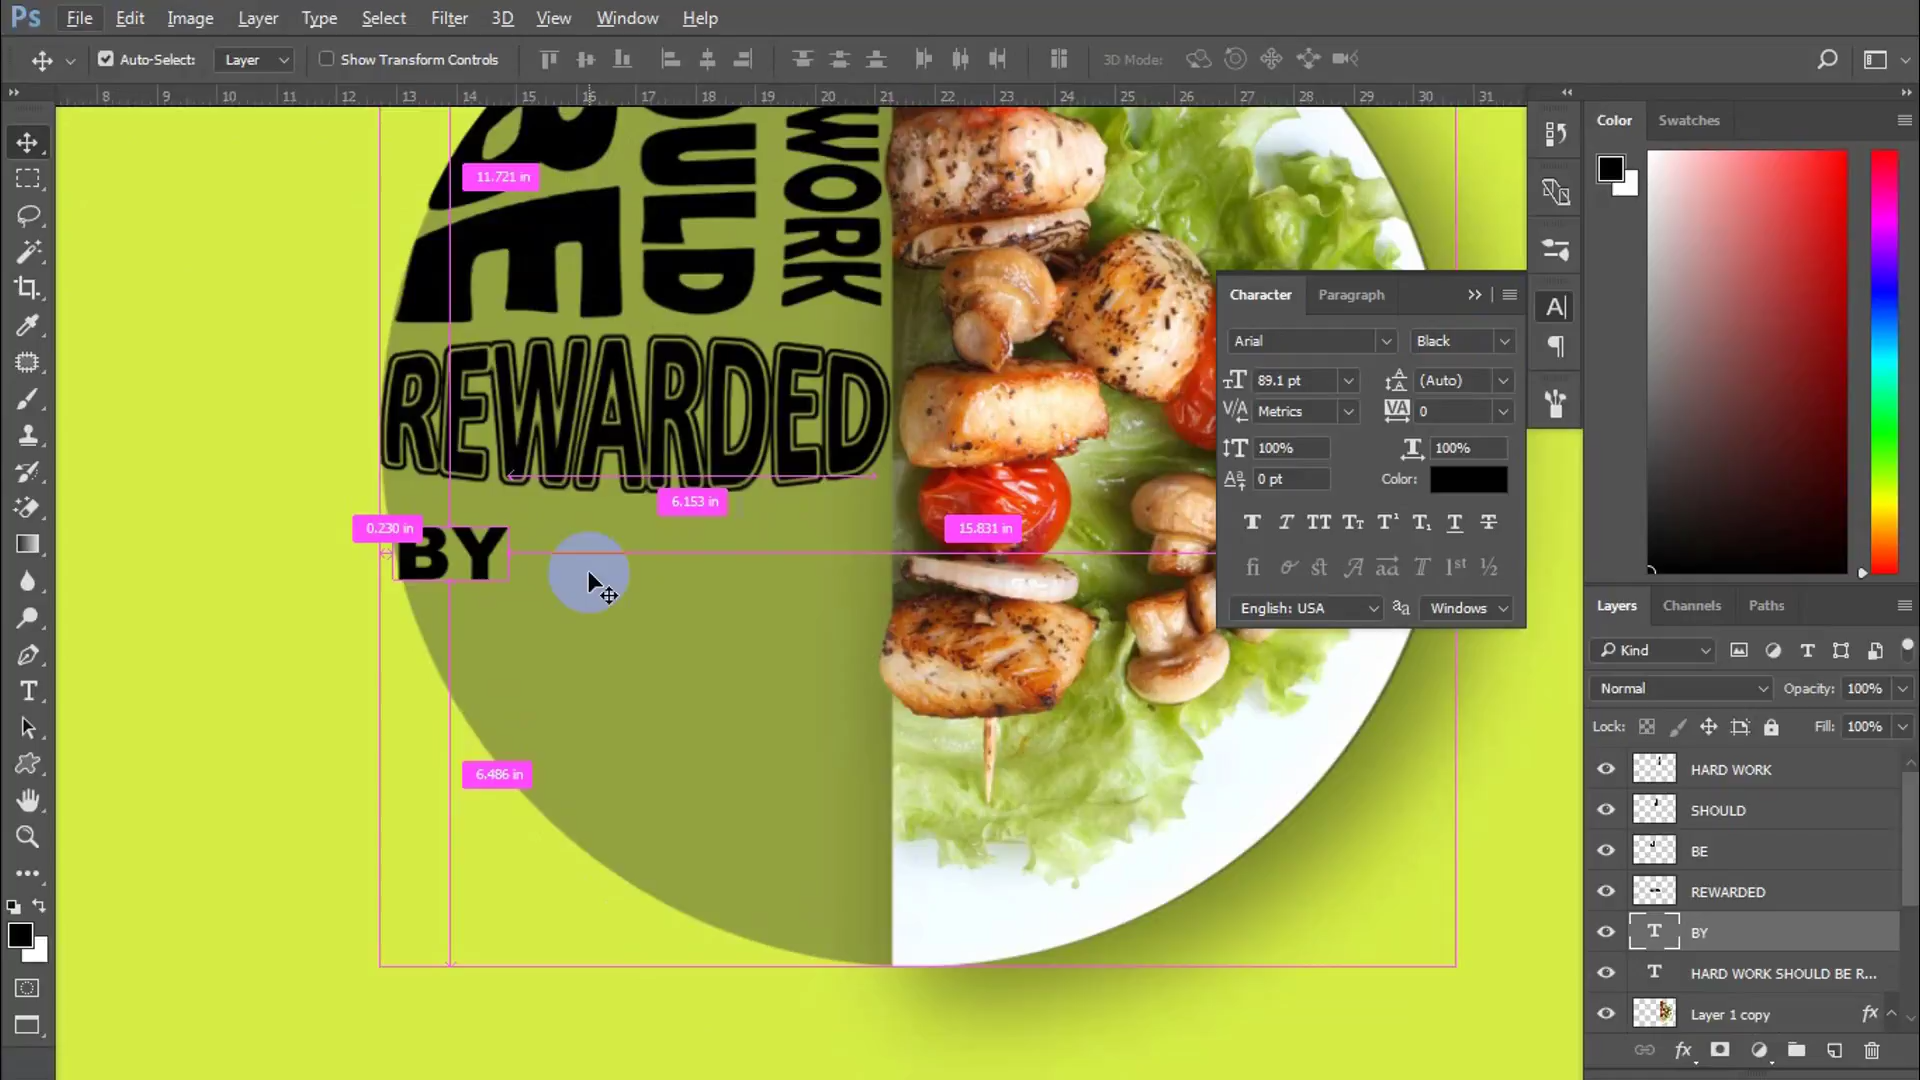 Ps File Edit Image Layer Type Select Filter 3D View Window Help
Auto-Select: Layer Show Transform Controls 3D Mode:
8 9 10 11 12 13 14 15 16 17 18 19 20 21 22 23 24 25 26 27 28 29 30 31
Color Swatches
11.721 in
BE
OULD
WORK
REWARDED
6.153 in
0.230 in
15.831 in
BY
6.486 in
Character Paragraph
Arial Black
89.1 pt (Auto)
Metrics 0
100% 100%
0 pt Color:
English: USA Windows
Layers Channels Paths
Kind
Normal Opacity: 100%
Lock: Fill: 100%
HARD WORK
SHOULD
BE
REWARDED
T BY
T HARD WORK SHOULD BE R...
Layer 1 copy fx
fx